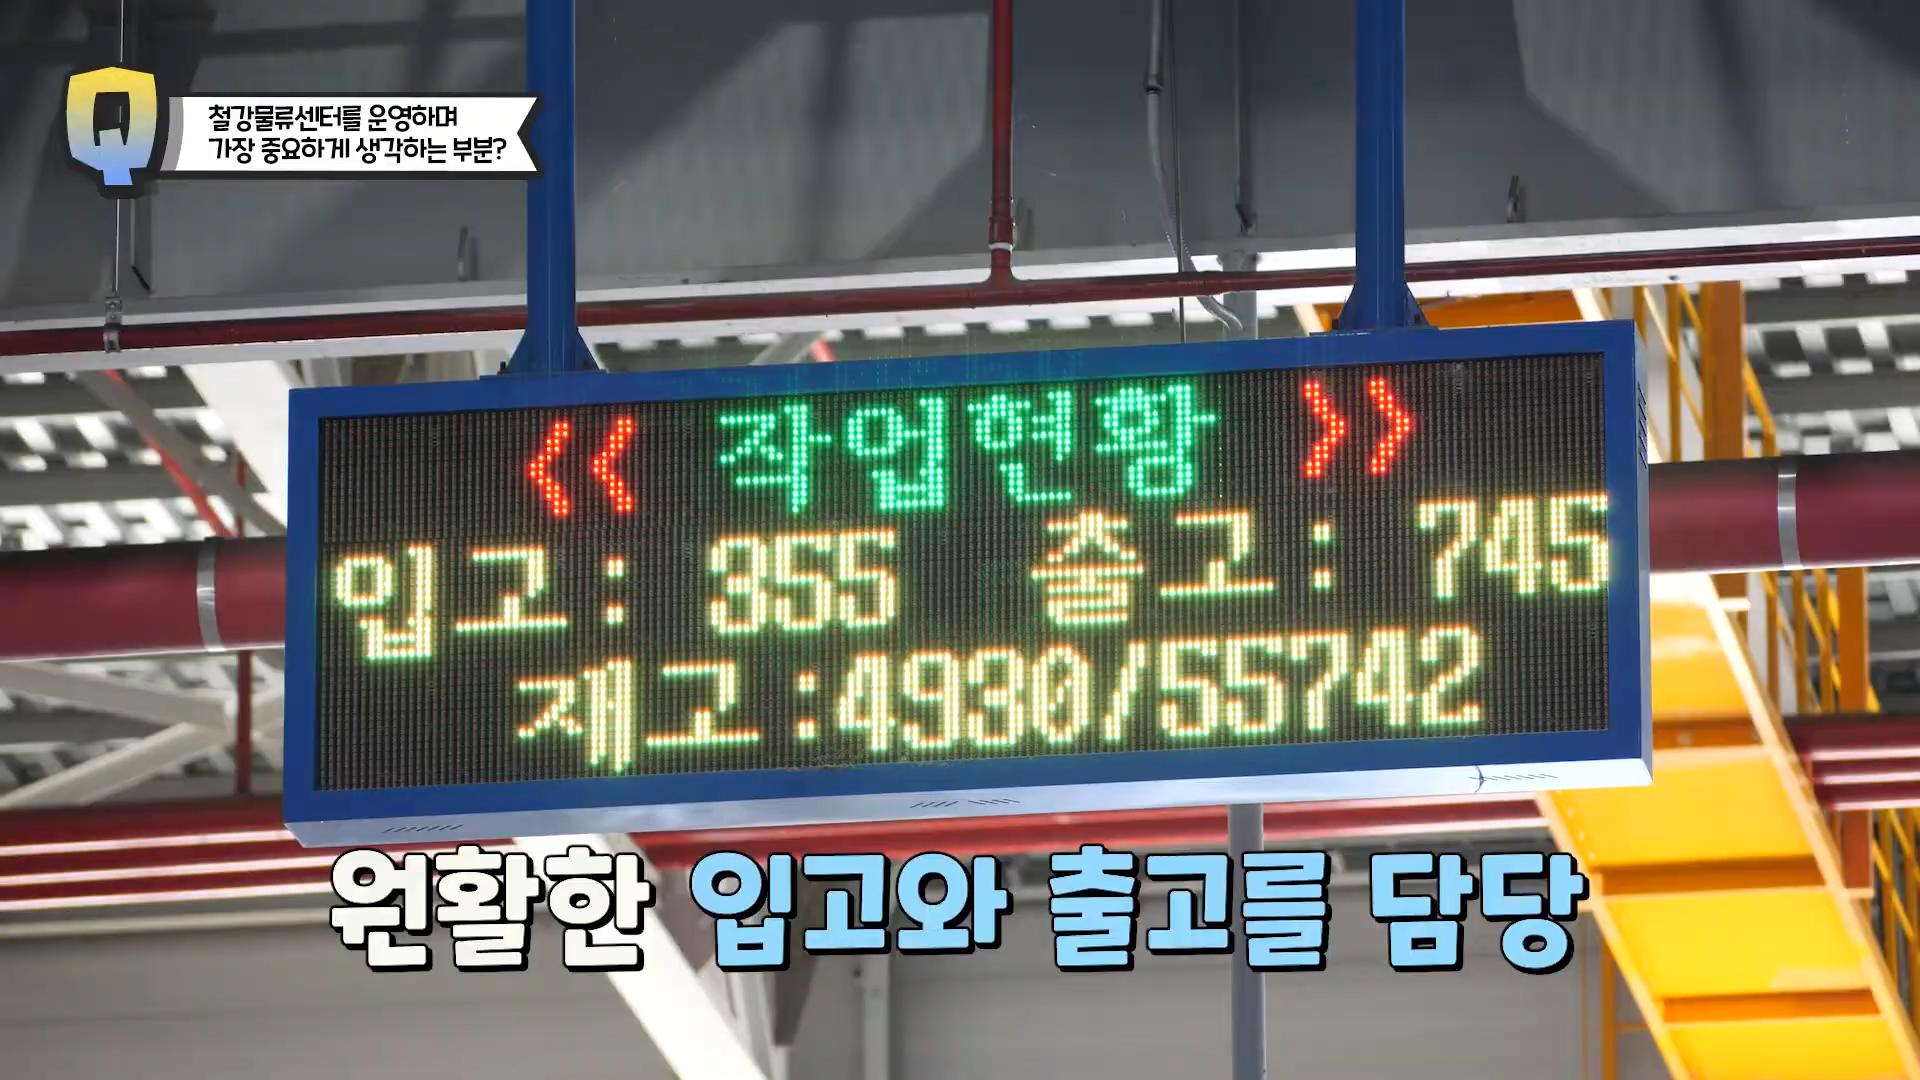 Q
철강물류센터를 운영하며
가장 중요하게 생각하는 부분?
<< 작업현황 >>
입고: 355 출고: 745
재고:4930/55742
원활한 입고와 출고를 담당